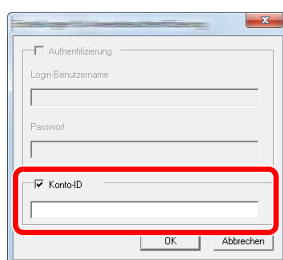 Authentifizierung
Login-Benutzername
Passwort
Konto-ID
OK Abbrechen